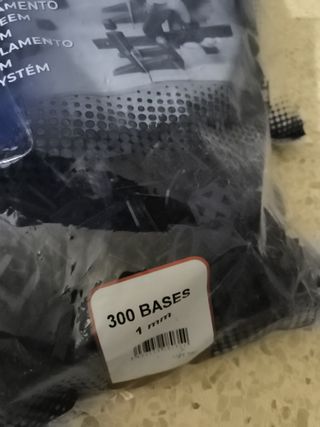 AMENTO
EEM
M
LAMENTO
M
YSTÉM
300 BASES
1 mm